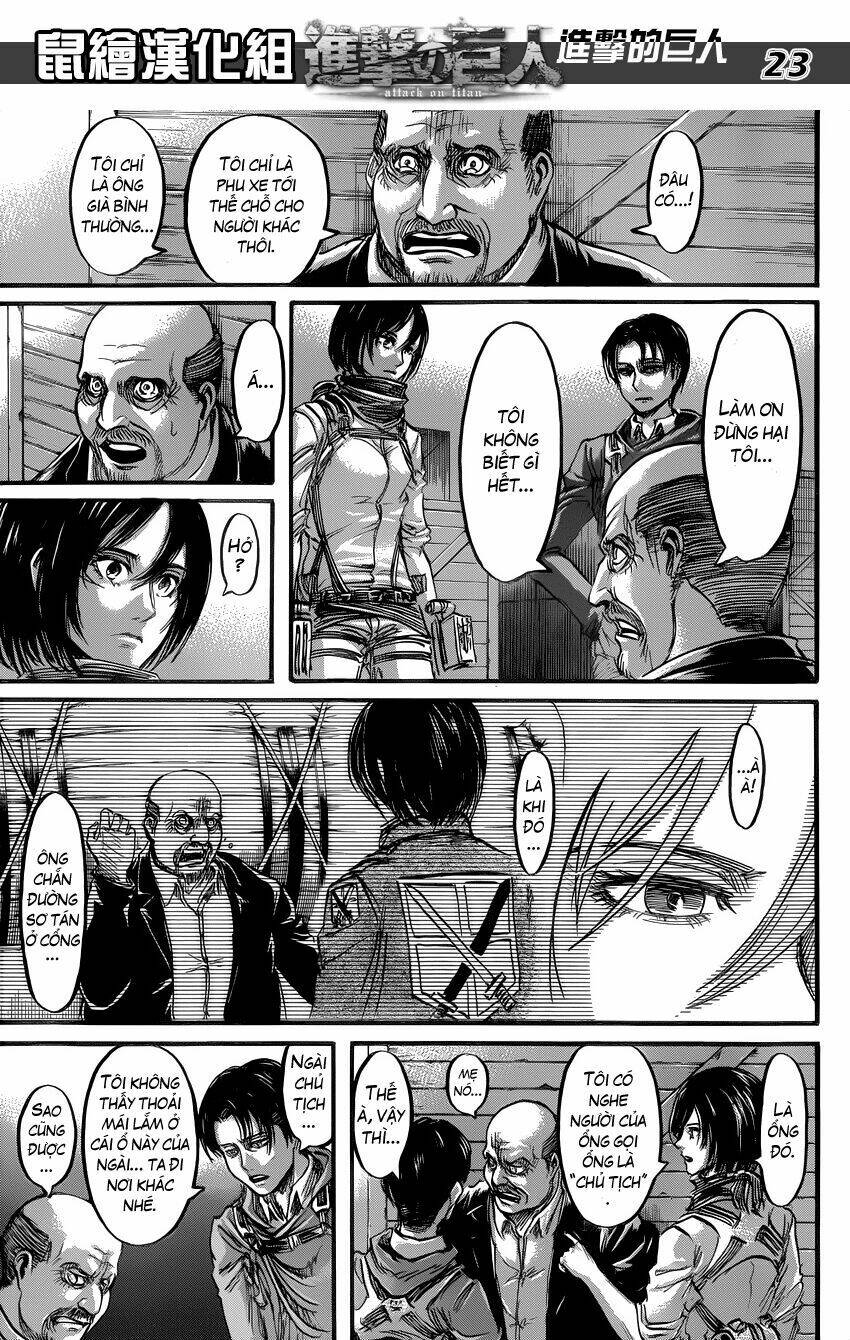 鼠繪漢化組
進撃の巨人
attack on titan
進擊的巨人
23
ĐÂU
CÓ...!
TÔI CHỈ LÀ
PHU XE TỚI
THẾ CHỖ CHO
NGƯỜI KHÁC
THÔI.
TÔI CHỈ
LÀ ÔNG
GIÀ BÌNH
THƯỜNG...
LÀM ƠN
ĐỪNG HẠI
TÔI...
TÔI
KHÔNG
BIẾT GÌ
HẾT...
Á...
HỞ
?
...À
À!
LÀ KHI
ĐÓ
...
ÔNG
CHẮN
ĐƯỜNG
SƠ TÁN
Ở CỔNG
...
LÀ ỔNG
ĐÓ.
TÔI CÓ
NGHE
NGƯỜI CỦA
ỔNG GỌI
ỔNG LÀ
“CHỦ TỊCH”
.
MẸ
NÓ...
THẾ
À, VẬY
THÌ...
NGÀI
CHỦ
TỊCH,
TÔI KHÔNG
THẤY THOẢI
MÁI LẮM Ở
CÁI Ổ NÀY CỦA
NGÀI... TA ĐI
NƠI KHÁC
NHÉ.
SAO
CŨNG
ĐƯỢC
...